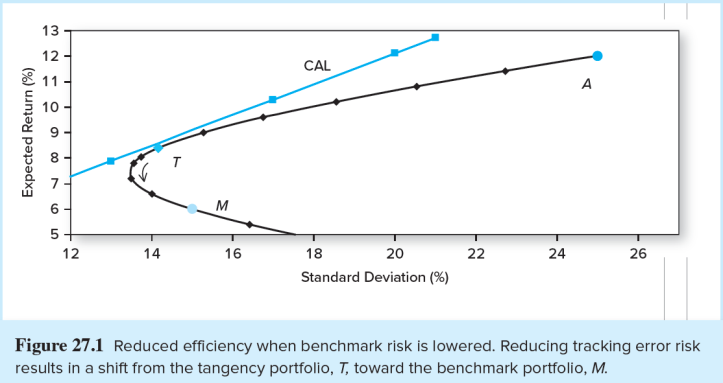 13
12
11
10
9
8
7
6
5
Expected Return (%)
CAL
A
T
M
12
14
16
18
20
22
24
26
Standard Deviation (%)
Figure 27.1 Reduced efficiency when benchmark risk is lowered. Reducing tracking error risk
results in a shift from the tangency portfolio, T, toward the benchmark portfolio, M.